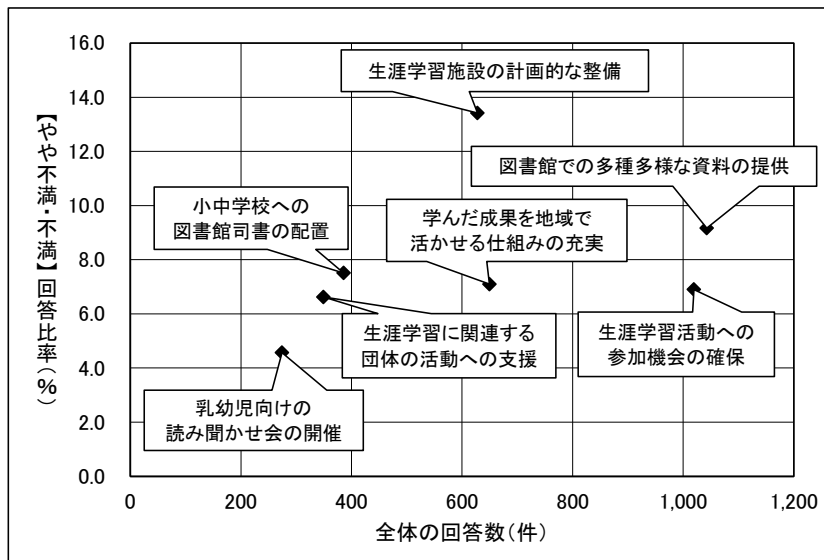 16.0
14.0
12.0
10.0
8.0
6.0
4.0
2.0
0.0
【やや不満・不満】回答比率（％）
生涯学習施設の計画的な整備
図書館での多種多様な資料の提供
小中学校への
図書館司書の配置
学んだ成果を地域で
活かせる仕組みの充実
生涯学習に関連する
団体の活動への支援
生涯学習活動への
参加機会の確保
乳幼児向けの
読み聞かせ会の開催
0 200 400 600 800 1,000 1,200
全体の回答数（件）